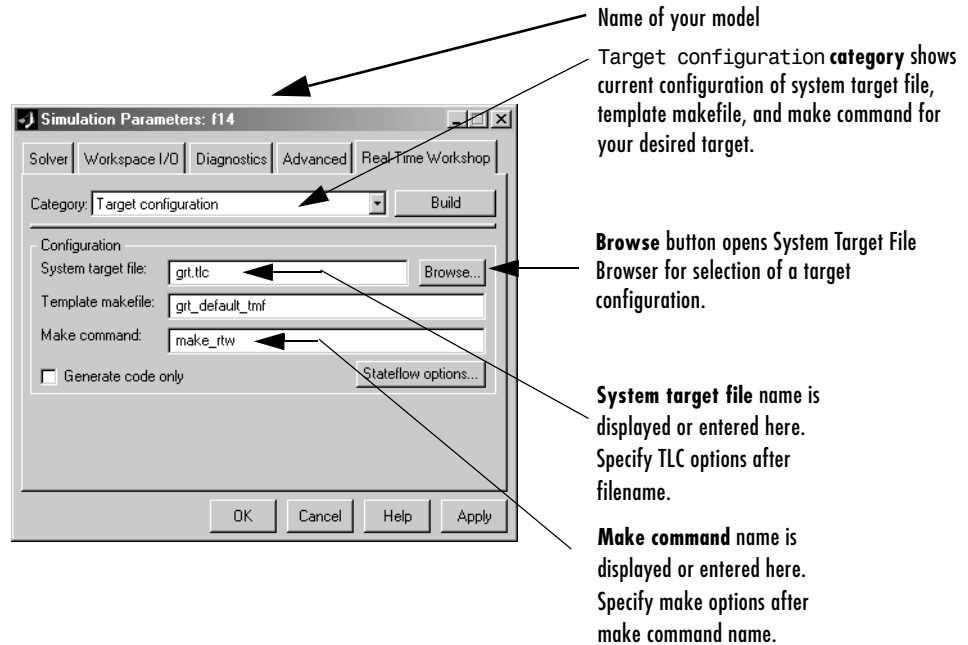 Name of your model
Target configuration category shows
current configuration of system target file,
template makefile, and make command for
your desired target.
Simulation Parameters: f14
Solver Workspace I/O Diagnostics Advanced Real-Time Workshop
Category: Target configuration Build
Configuration
System target file: grt.tlc Browse...
Template makefile: grt_default_tmf
Make command: make_rtw
Generate code only Stateflow options...
OK Cancel Help Apply
Browse button opens System Target File
Browser for selection of a target
configuration.
System target file name is
displayed or entered here.
Specify TLC options after
filename.
Make command name is
displayed or entered here.
Specify make options after
make command name.